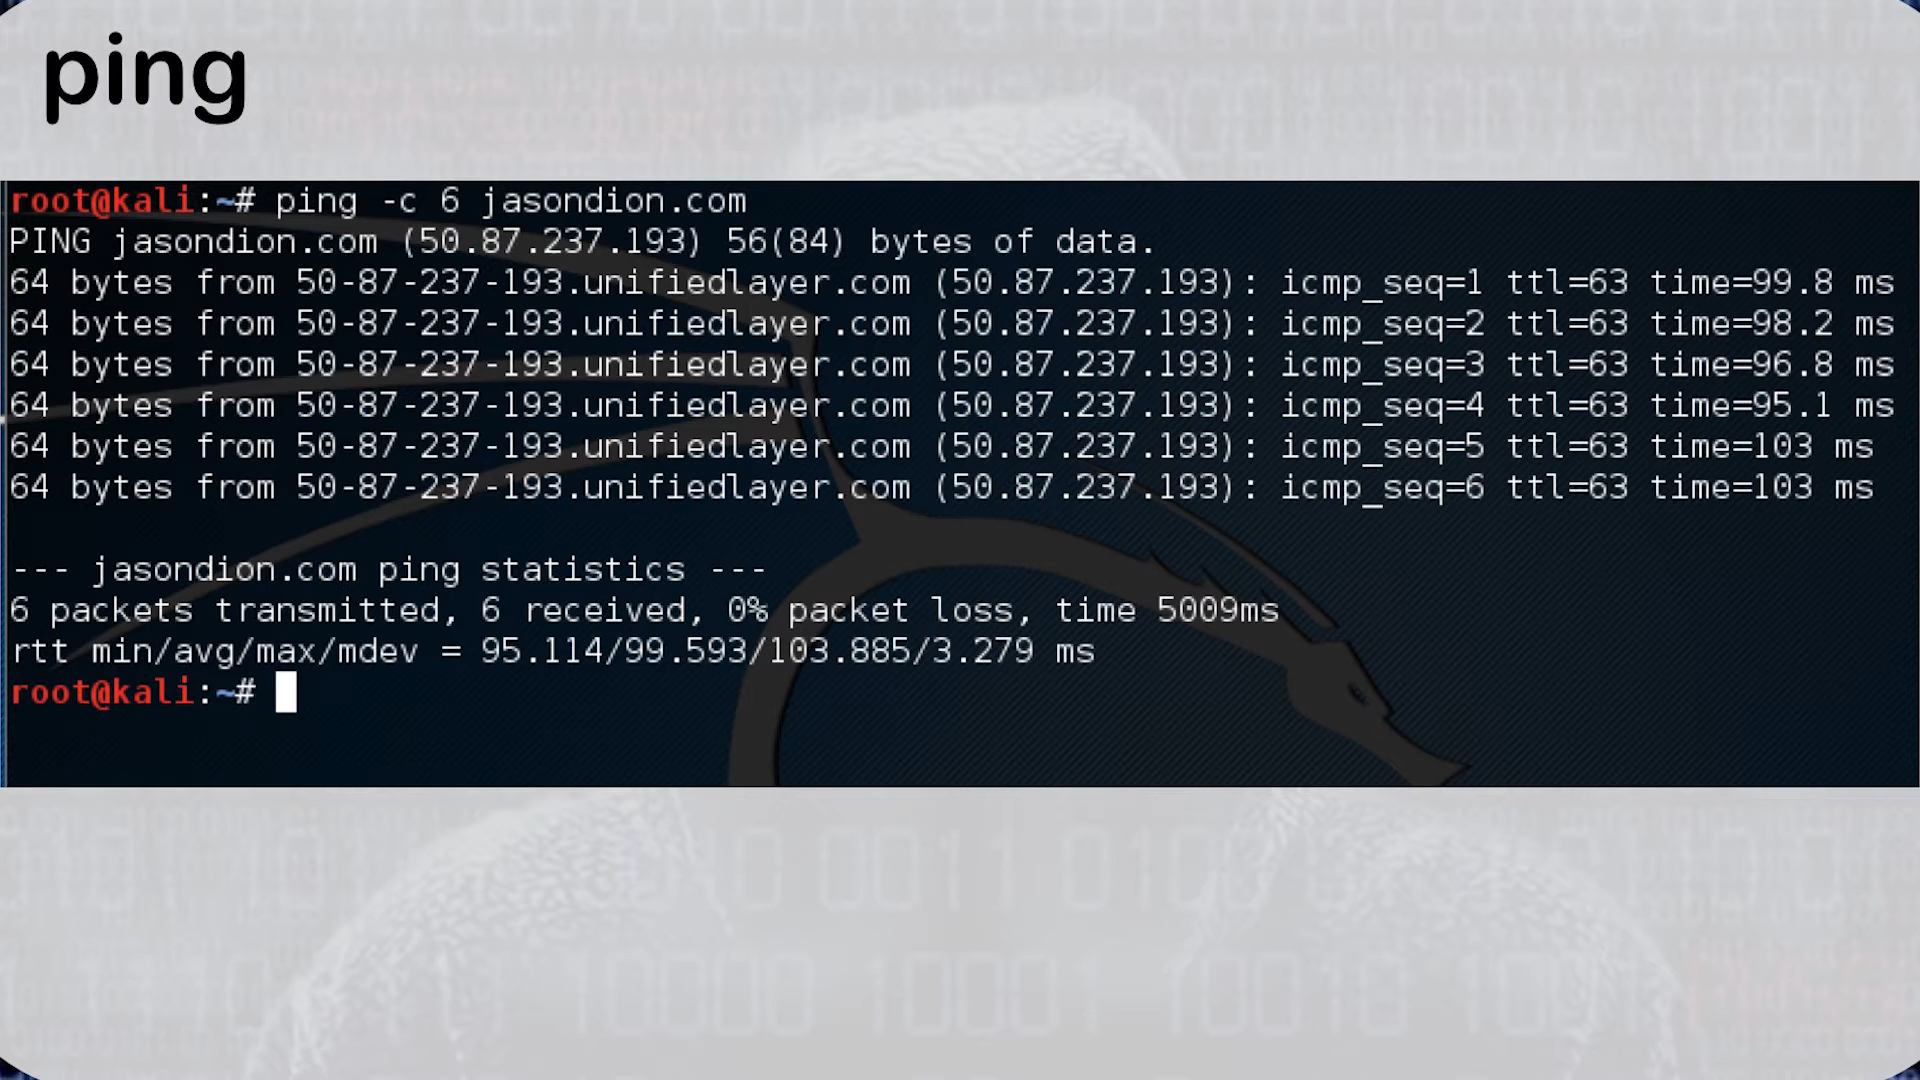 ping
root@kali:~# ping -c 6 jasondion.com
PING jasondion.com (50.87.237.193) 56(84) bytes of data.
64 bytes from 50-87-237-193.unifiedlayer.com (50.87.237.193): icmp_seq=1 ttl=63 time=99.8 ms
64 bytes from 50-87-237-193.unifiedlayer.com (50.87.237.193): icmp_seq=2 ttl=63 time=98.2 ms
64 bytes from 50-87-237-193.unifiedlayer.com (50.87.237.193): icmp_seq=3 ttl=63 time=96.8 ms
64 bytes from 50-87-237-193.unifiedlayer.com (50.87.237.193): icmp_seq=4 ttl=63 time=95.1 ms
64 bytes from 50-87-237-193.unifiedlayer.com (50.87.237.193): icmp_seq=5 ttl=63 time=103 ms
64 bytes from 50-87-237-193.unifiedlayer.com (50.87.237.193): icmp_seq=6 ttl=63 time=103 ms
--- jasondion.com ping statistics ---
6 packets transmitted, 6 received, 0% packet loss, time 5009ms
rtt min/avg/max/mdev = 95.114/99.593/103.885/3.279 ms
root@kali:~#